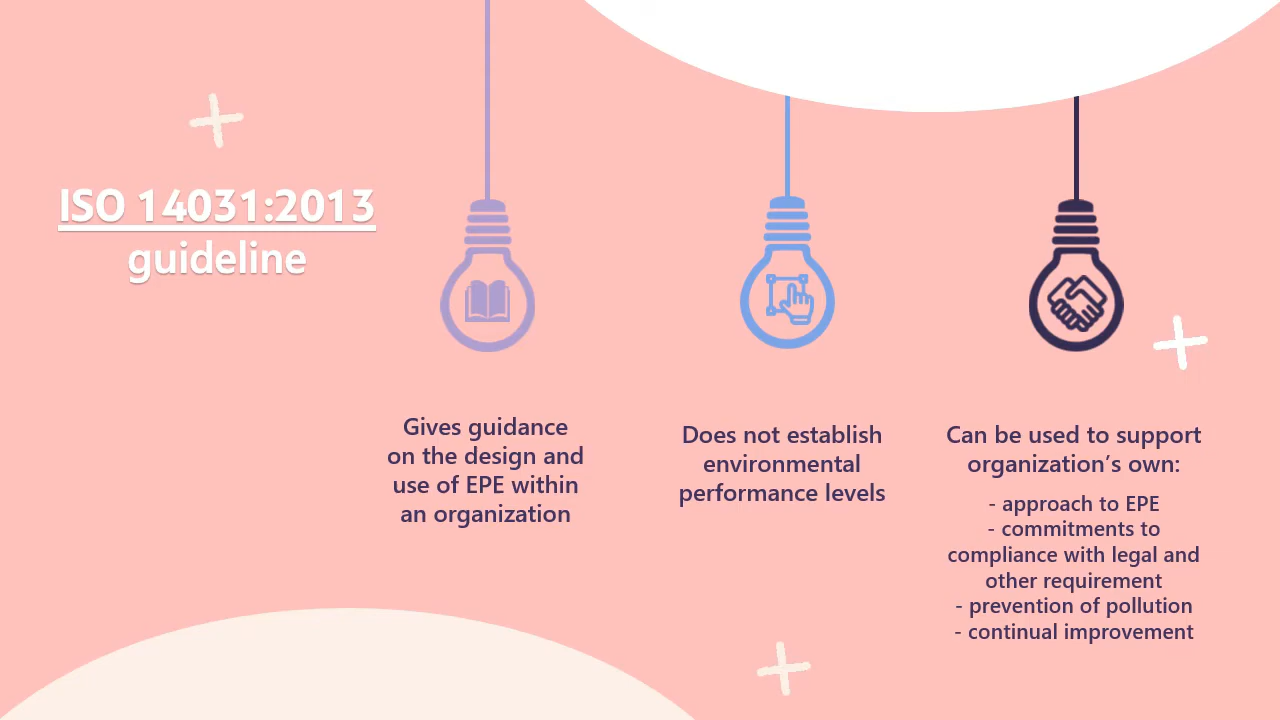 ISO 14031:2013
guideline
Gives guidance
on the design and
use of EPE within
an organization
Does not establish
environmental
performance levels
Can be used to support
organization’s own:
- approach to EPE
- commitments to
compliance with legal and
other requirement
- prevention of pollution
- continual improvement